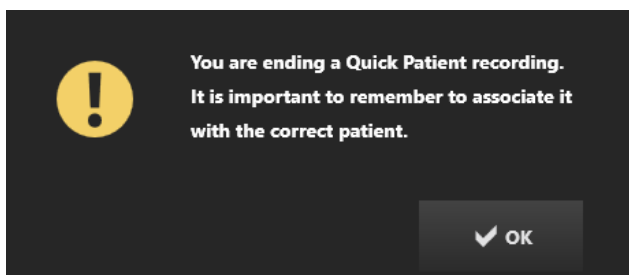 You are ending a Quick Patient recording.
It is important to remember to associate it
with the correct patient.
OK